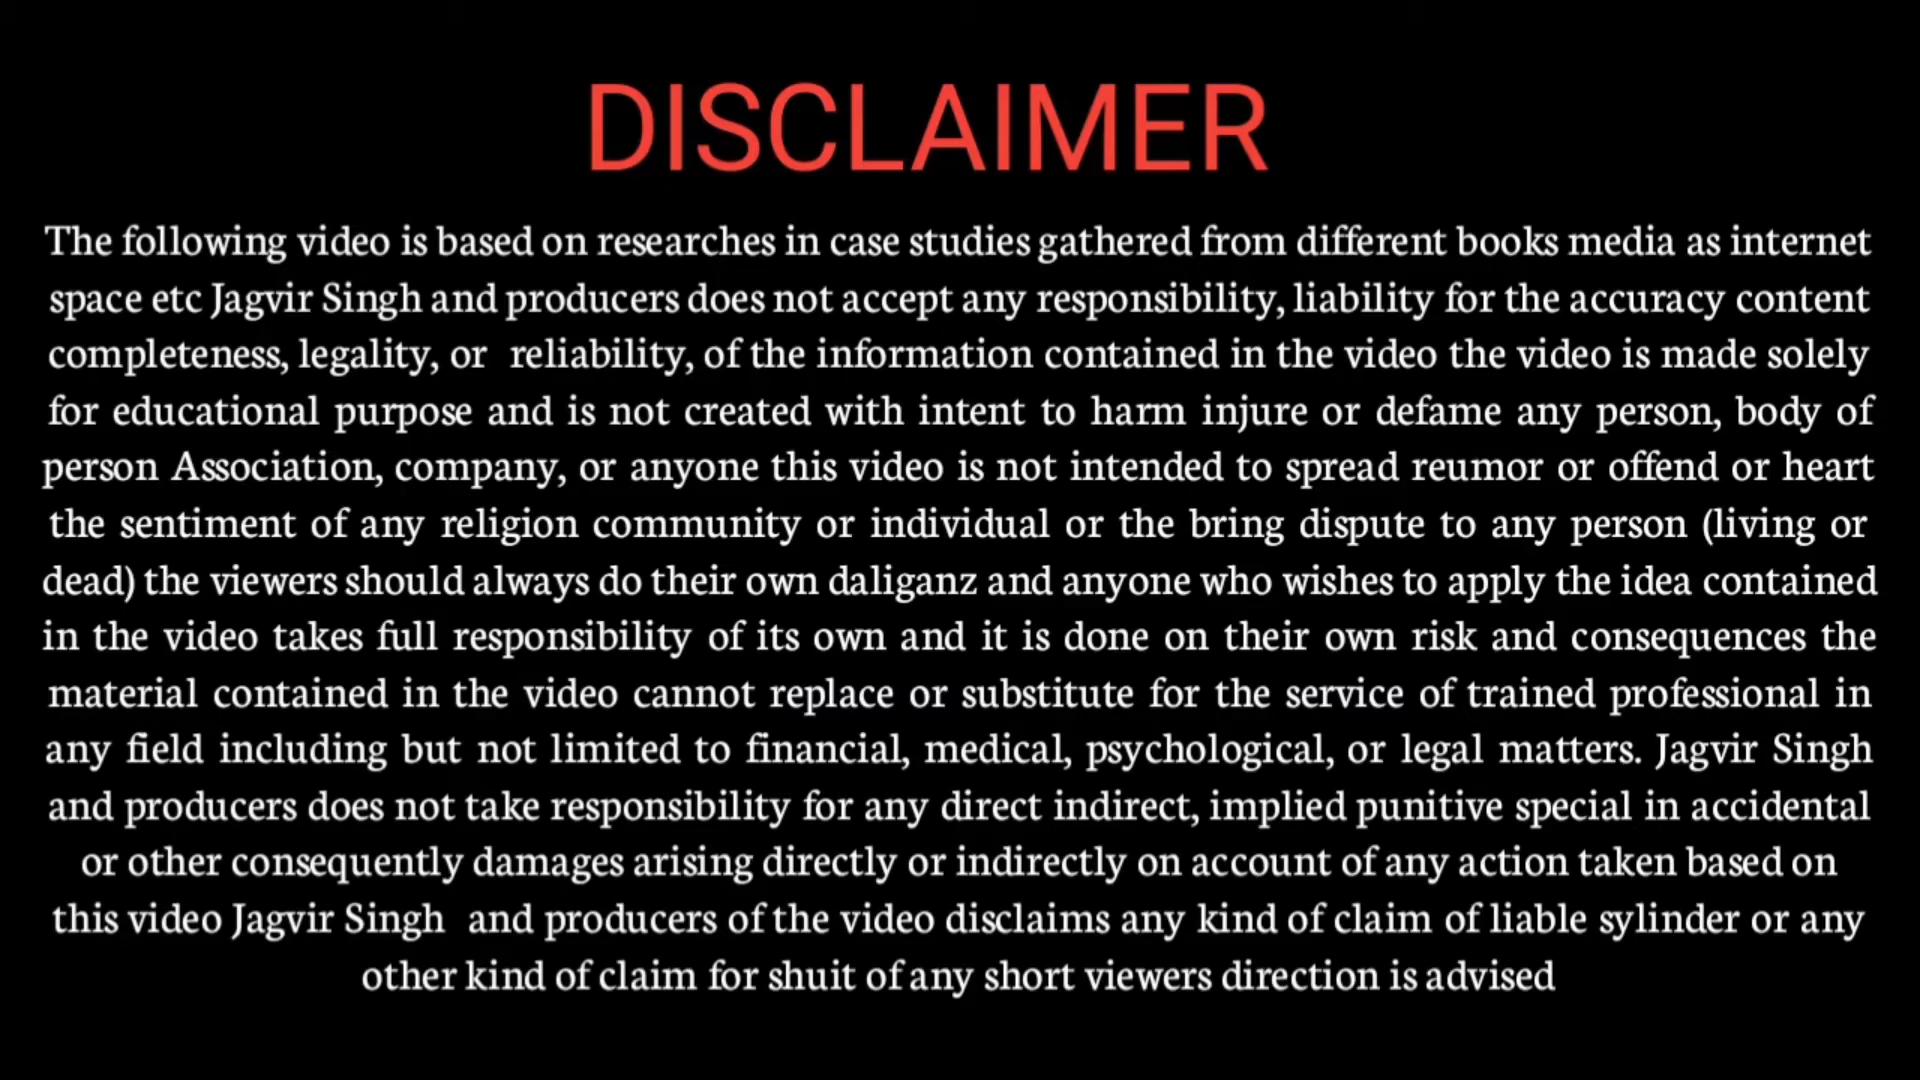 DISCLAIMER
The following video is based on researches in case studies gathered from different books media as internet
space etc Jagvir Singh and producers does not accept any responsibility, liability for the accuracy content
completeness, legality, or reliability, of the information contained in the video the video is made solely
for educational purpose and is not created with intent to harm injure or defame any person, body of
person Association, company, or anyone this video is not intended to spread reumor or offend or heart
the sentiment of any religion community or individual or the bring dispute to any person (living or
dead) the viewers should always do their own daliganz and anyone who wishes to apply the idea contained
in the video takes full responsibility of its own and it is done on their own risk and consequences the
material contained in the video cannot replace or substitute for the service of trained professional in
any field including but not limited to financial, medical, psychological, or legal matters. Jagvir Singh
and producers does not take responsibility for any direct indirect, implied punitive special in accidental
or other consequently damages arising directly or indirectly on account of any action taken based on
this video Jagvir Singh and producers of the video disclaims any kind of claim of liable sylinder or any
other kind of claim for shuit of any short viewers direction is advised